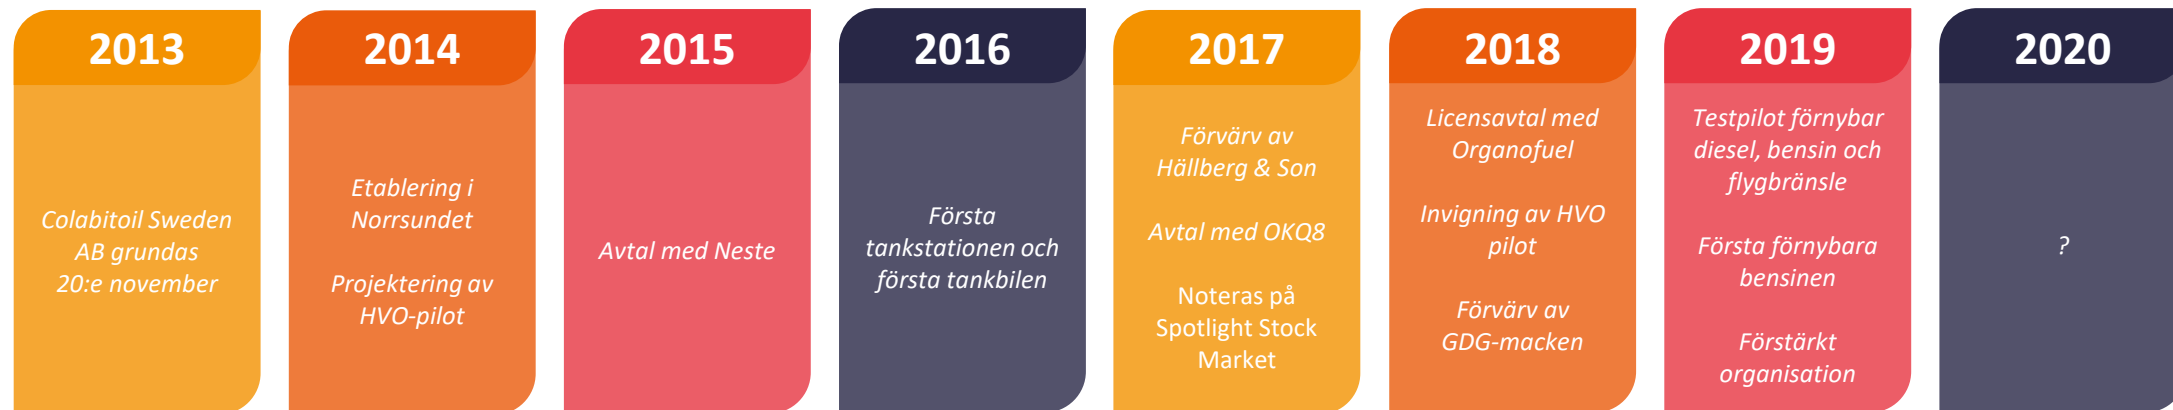 2013
Colabitoil Sweden
AB grundas
20:e november
2014
Etablering i
Norrsundet
Projektering av
HVO-pilot
2015
Avtal med Neste
2016
Första
tankstationen och
första tankbilen
2017
Förvärv av
Hällberg & Son
Avtal med OKQ8
Noteras på
Spotlight Stock
Market
2018
Licensavtal med
Organofuel
Invigning av HVO
pilot
Förvärv av
GDG-macken
2019
Testpilot förnybar
diesel, bensin och
flygbränsle
Första förnybara
bensinen
Förstärkt
organisation
2020
?